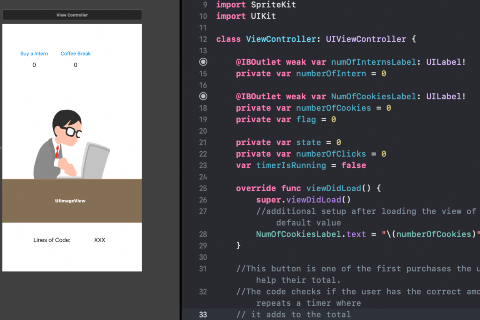 View Controller
Buy a Intern Coffee Break
0 0
UIImageView
Lines of Code: XXX
9 import SpriteKit
10 import UIKit
11
12 class ViewController: UIViewController {
13
@IBOutlet weak var numOfInternsLabel: UILabel!
15 private var numberOfIntern = 0
16
@IBOutlet weak var NumOfCookiesLabel: UILabel!
18 private var numberOfCookies = 0
19 private var flag = 0
20
21 private var state = 0
22 private var numberOfClicks = 0
23 var timerIsRunning = false
24
25 override func viewDidLoad() {
26 super.viewDidLoad()
27 //additional setup after loading the view of
default value
28 NumOfCookiesLabel.text = "\(numberOfCookies)"
29 }
30
31 //This button is one of the first purchases the u
help their total.
32 //The code checks if the user has the correct amo
repeats a timer where
33 // it adds to the total